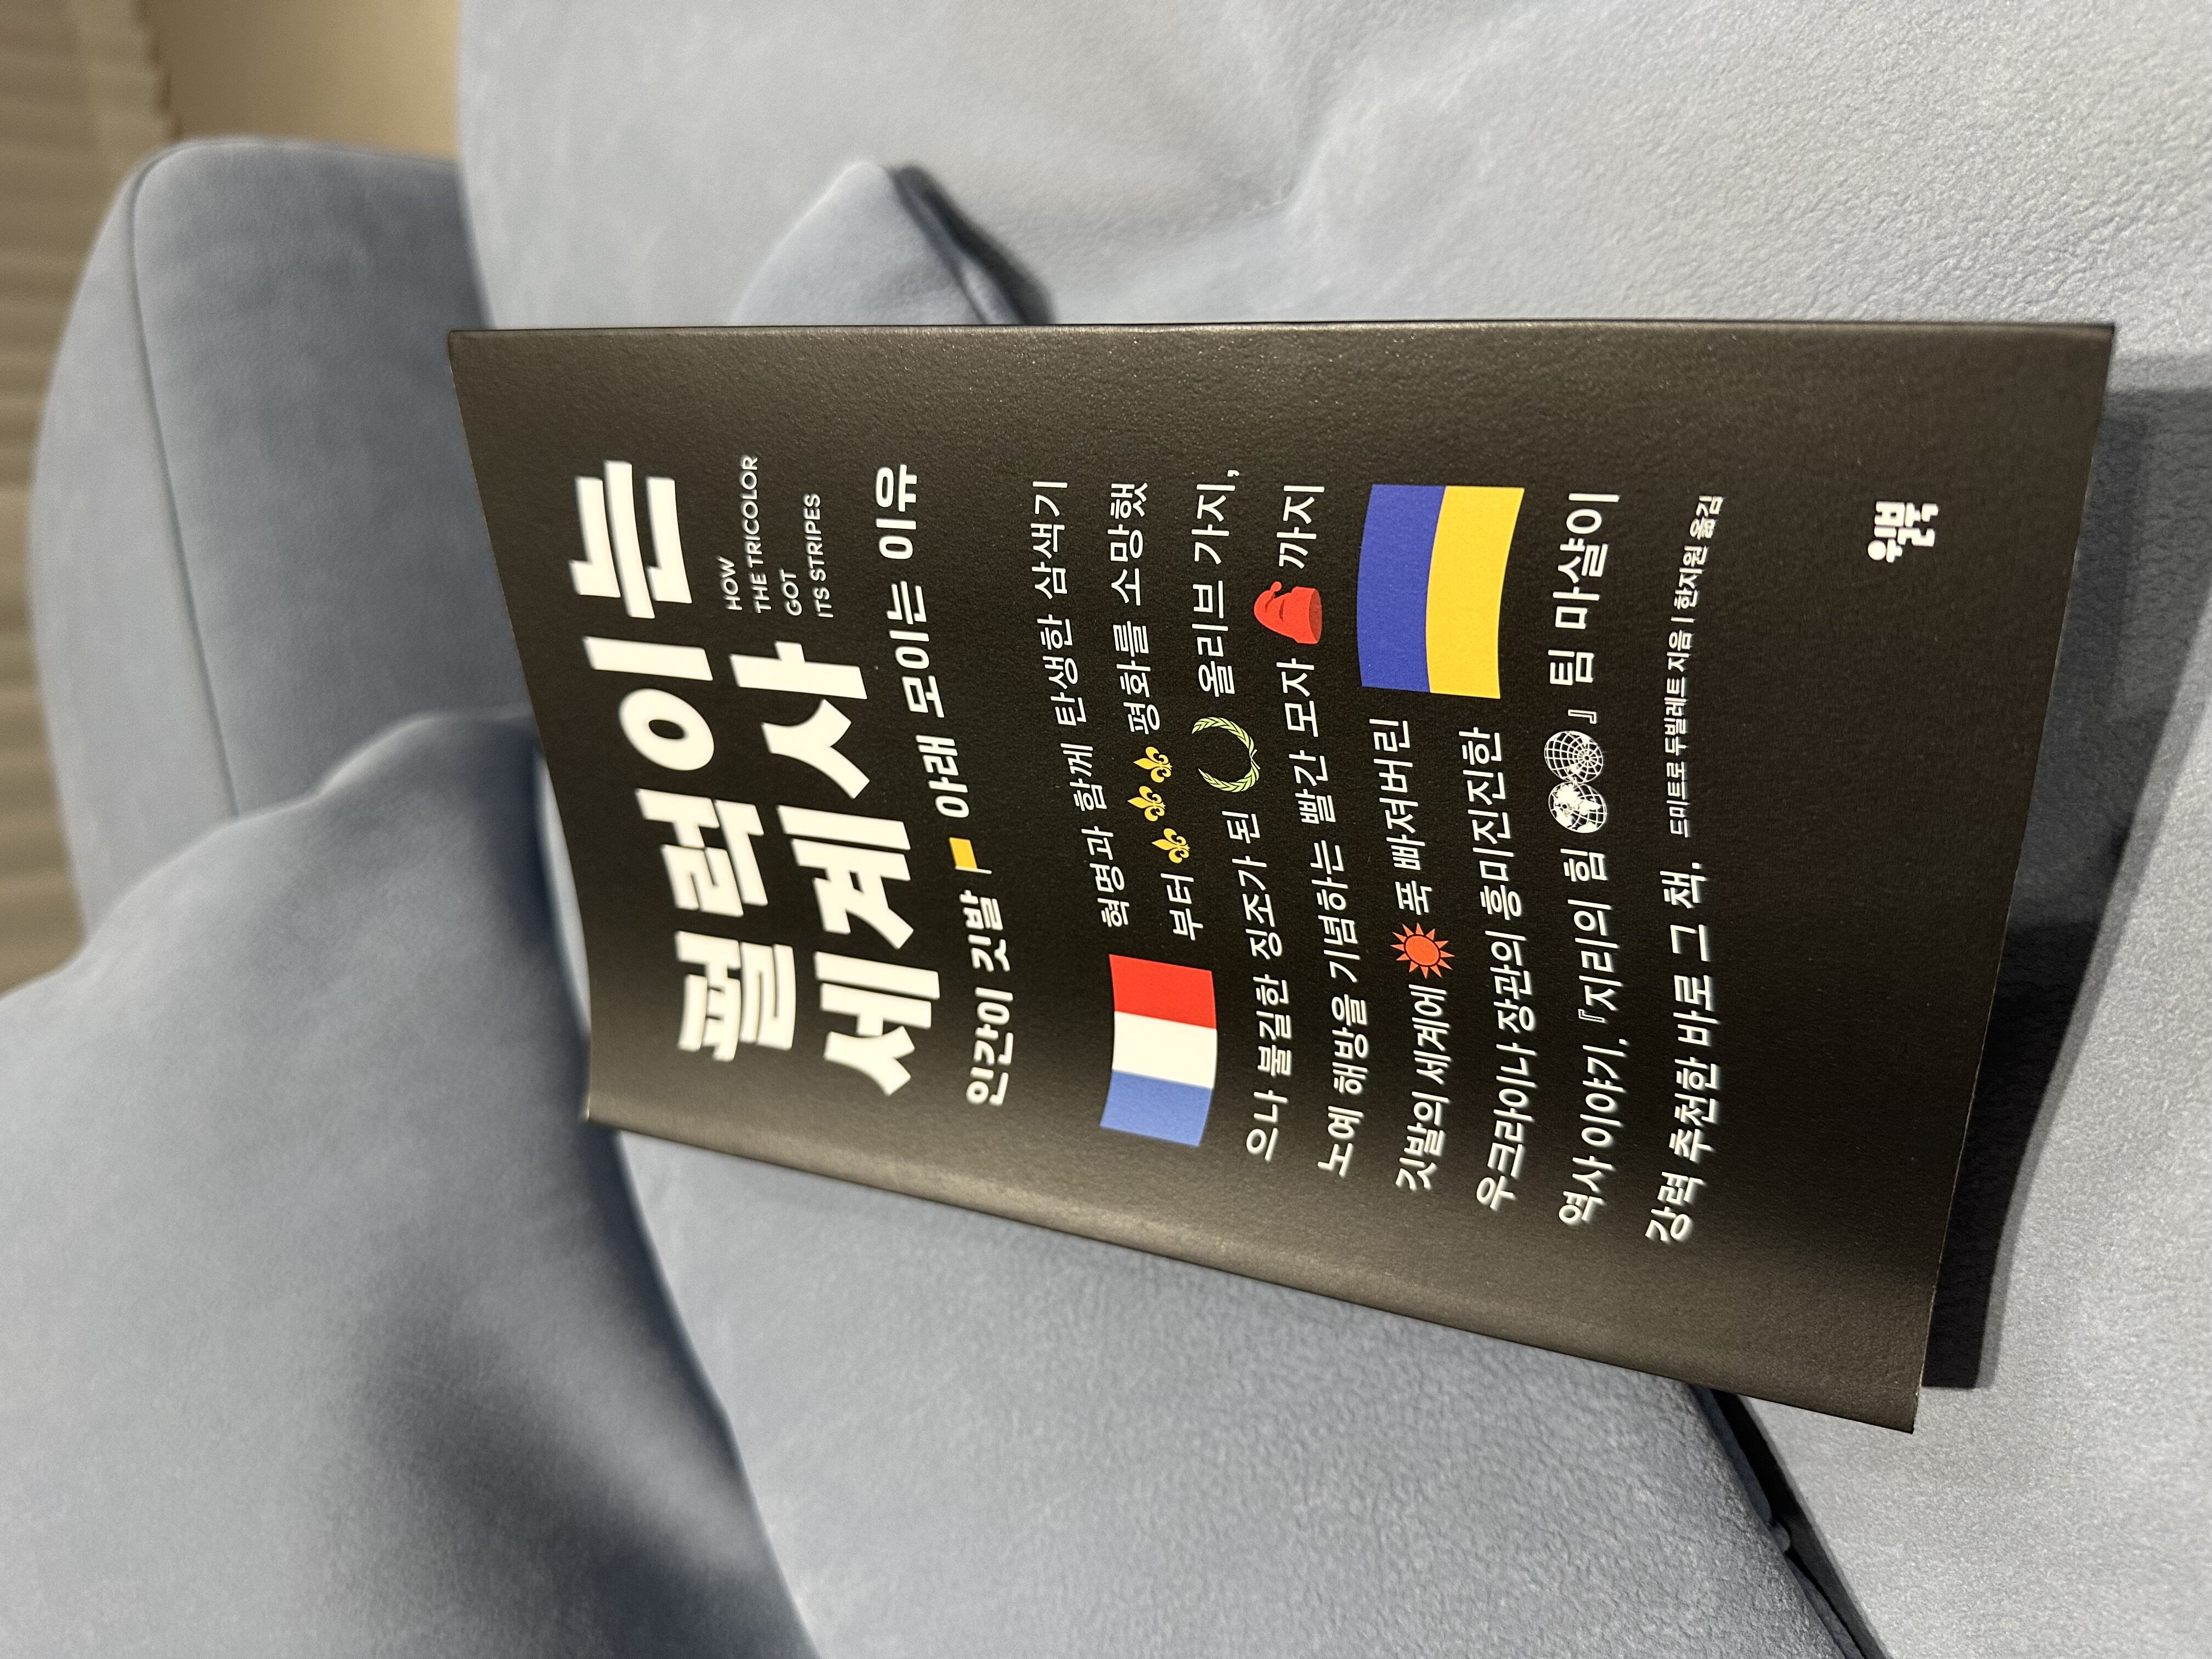 펄럭이는
세계사
HOW
THE TRICOLOR
GOT
ITS STRIPES
인간이 깃발 아래 모이는 이유
혁명과 함께 탄생한 삼색기
부터 평화를 소망했
으나 불길한 징조가 된 올리브 가지,
노예 해방을 기념하는 빨간 모자 까지
깃발의 세계에 푹 빠져버린
우크라이나 장관의 흥미진진한
역사 이야기. 『지리의 힘 』 팀 마샬이
강력 추천한 바로 그 책.
드미트로 두빌레트 지음 | 한지원 옮김
윌북